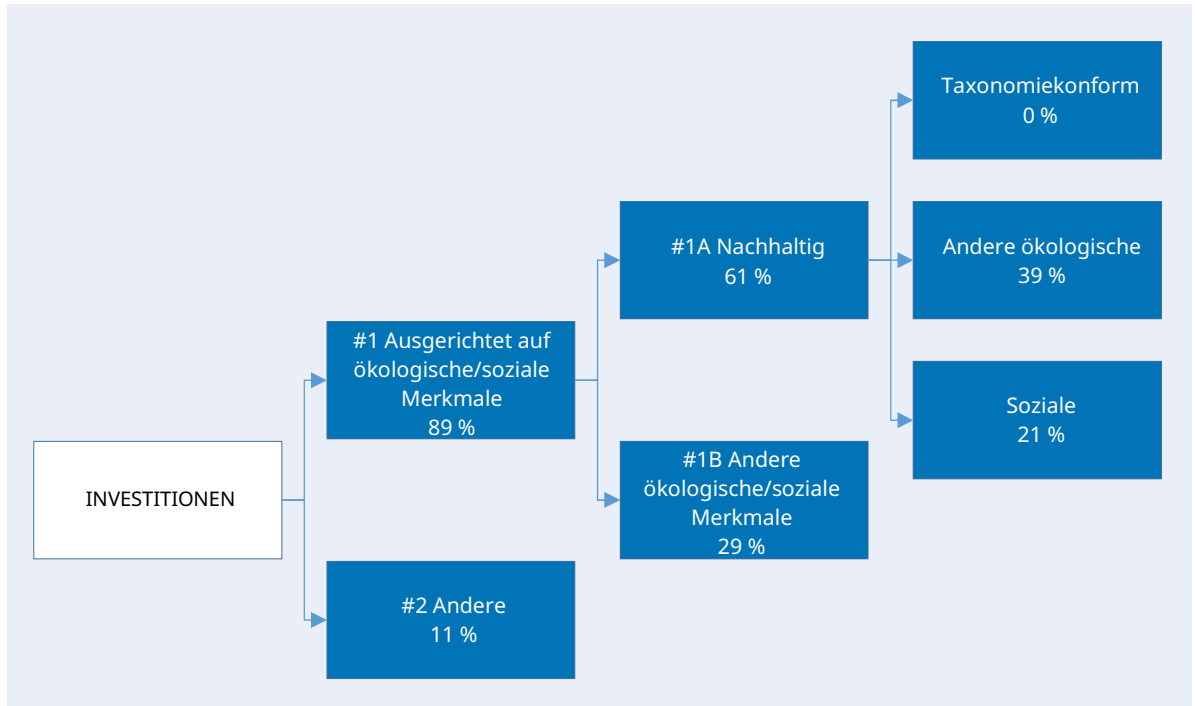 INVESTITIONEN
#1 Ausgerichtet auf
ökologische/soziale
Merkmale
89 %
#2 Andere
11 %
#1A Nachhaltig
61 %
#1B Andere
ökologische/soziale
Merkmale
29 %
Taxonomiekonform
0 %
Andere ökologische
39 %
Soziale
21 %